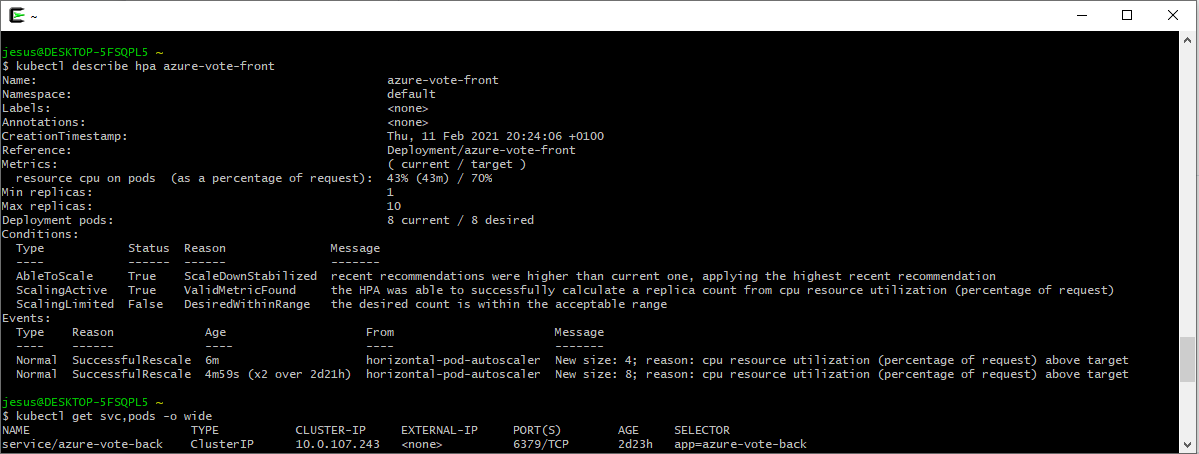 ~
jesus@DESKTOP-5FSQPL5 ~
$ kubectl describe hpa azure-vote-front
Name: azure-vote-front
Namespace: default
Labels: <none>
Annotations: <none>
CreationTimestamp: Thu, 11 Feb 2021 20:24:06 +0100
Reference: Deployment/azure-vote-front
Metrics: ( current / target )
resource cpu on pods (as a percentage of request): 43% (43m) / 70%
Min replicas: 1
Max replicas: 10
Deployment pods: 8 current / 8 desired
Conditions:
Type Status Reason Message
---- ------ ------ -------
AbleToScale True ScaleDownStabilized recent recommendations were higher than current one, applying the highest recent recommendation
ScalingActive True ValidMetricFound the HPA was able to successfully calculate a replica count from cpu resource utilization (percentage of request)
ScalingLimited False DesiredWithinRange the desired count is within the acceptable range
Events:
Type Reason Age From Message
---- ------ ---- ---- -------
Normal SuccessfulRescale 6m horizontal-pod-autoscaler New size: 4; reason: cpu resource utilization (percentage of request) above target
Normal SuccessfulRescale 4m59s (x2 over 2d21h) horizontal-pod-autoscaler New size: 8; reason: cpu resource utilization (percentage of request) above target
jesus@DESKTOP-5FSQPL5 ~
$ kubectl get svc,pods -o wide
NAME TYPE CLUSTER-IP EXTERNAL-IP PORT(S) AGE SELECTOR
service/azure-vote-back ClusterIP 10.0.107.243 <none> 6379/TCP 2d23h app=azure-vote-back